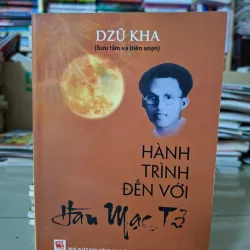 DZŨ KHA
(Sưu tầm và biên soạn)
HÀNH
TRÌNH
ĐẾN VỚI
Hàn Mạc Tử